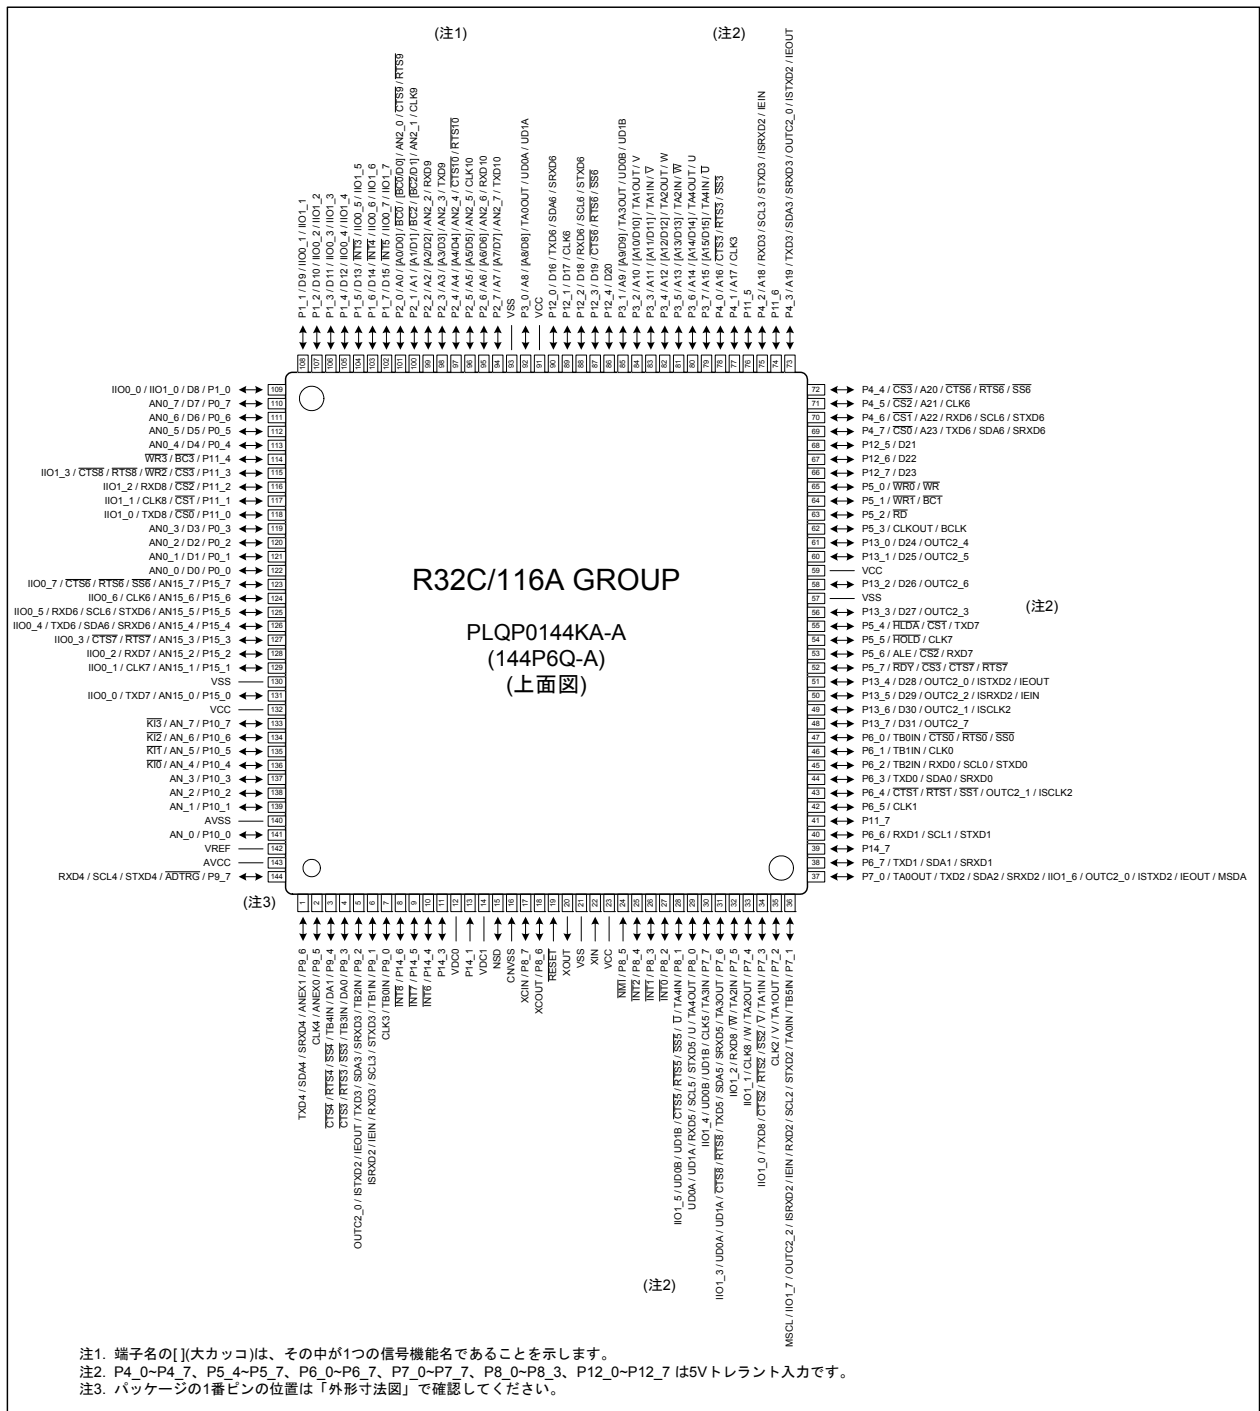 (注1)
(注2)
P1_1 / D9 / IIO0_1 / IIO1_1
P1_2 / D10 / IIO0_2 / IIO1_2
P1_3 / D11 / IIO0_3 / IIO1_3
P1_4 / D12 / IIO0_4 / IIO1_4
P1_5 / D13 / INT3 / IIO0_5 / IIO1_5
P1_6 / D14 / INT4 / IIO0_6 / IIO1_6
P1_7 / D15 / INT5 / IIO0_7 / IIO1_7
P2_0 / A0 / [A0/D0] / BC0 / [BC0/D0] / AN2_0 / CTS9 / RTS9
P2_1 / A1 / [A1/D1] / BC2 / [BC2/D1] / AN2_1 / CLK9
P2_2 / A2 / [A2/D2] / AN2_2 / RXD9
P2_3 / A3 / [A3/D3] / AN2_3 / TXD9
P2_4 / A4 / [A4/D4] / AN2_4 / CTS10 / RTS10
P2_5 / A5 / [A5/D5] / AN2_5 / CLK10
P2_6 / A6 / [A6/D6] / AN2_6 / RXD10
P2_7 / A7 / [A7/D7] / AN2_7 / TXD10
VSS
P3_0 / A8 / [A8/D8] / TA0OUT / UD0A / UD1A
VCC
P12_0 / D16 / TXD6 / SDA6 / SRXD6
P12_1 / D17 / CLK6
P12_2 / D18 / RXD6 / SCL6 / STXD6
P12_3 / D19 / CTS6 / RTS6 / SS6
P12_4 / D20
P3_1 / A9 / [A9/D9] / TA3OUT / UD0B / UD1B
P3_2 / A10 / [A10/D10] / TA1OUT / V
P3_3 / A11 / [A11/D11] / TA1IN / V
P3_4 / A12 / [A12/D12] / TA2OUT / W
P3_5 / A13 / [A13/D13] / TA2IN / W
P3_6 / A14 / [A14/D14] / TA4OUT / U
P3_7 / A15 / [A15/D15] / TA4IN / U
P4_0 / A16 / CTS3 / RTS3 / SS3
P4_1 / A17 / CLK3
P11_5
P4_2 / A18 / RXD3 / SCL3 / STXD3 / ISRXD2 / IEIN
P11_6
P4_3 / A19 / TXD3 / SDA3 / SRXD3 / OUTC2_0 / ISTXD2 / IEOUT
108 107 106 105 104 103 102 101 100 99 98 97 96 95 94 93 92 91 90 89 88 87 86 85 84 83 82 81 80 79 78 77 76 75 74 73
IIO0_0 / IIO1_0 / D8 / P1_0 109
AN0_7 / D7 / P0_7 110
AN0_6 / D6 / P0_6 111
AN0_5 / D5 / P0_5 112
AN0_4 / D4 / P0_4 113
WR3 / BC3 / P11_4 114
IIO1_3 / CTS8 / RTS8 / WR2 / CS3 / P11_3 115
IIO1_2 / RXD8 / CS2 / P11_2 116
IIO1_1 / CLK8 / CS1 / P11_1 117
IIO1_0 / TXD8 / CS0 / P11_0 118
AN0_3 / D3 / P0_3 119
AN0_2 / D2 / P0_2 120
AN0_1 / D1 / P0_1 121
AN0_0 / D0 / P0_0 122
IIO0_7 / CTS6 / RTS6 / SS6 / AN15_7 / P15_7 123
IIO0_6 / CLK6 / AN15_6 / P15_6 124
IIO0_5 / RXD6 / SCL6 / STXD6 / AN15_5 / P15_5 125
IIO0_4 / TXD6 / SDA6 / SRXD6 / AN15_4 / P15_4 126
IIO0_3 / CTS7 / RTS7 / AN15_3 / P15_3 127
IIO0_2 / RXD7 / AN15_2 / P15_2 128
IIO0_1 / CLK7 / AN15_1 / P15_1 129
VSS 130
IIO0_0 / TXD7 / AN15_0 / P15_0 131
VCC 132
KI3 / AN_7 / P10_7 133
KI2 / AN_6 / P10_6 134
KI1 / AN_5 / P10_5 135
KI0 / AN_4 / P10_4 136
AN_3 / P10_3 137
AN_2 / P10_2 138
AN_1 / P10_1 139
AVSS 140
AN_0 / P10_0 141
VREF 142
AVCC 143
RXD4 / SCL4 / STXD4 / ADTRG / P9_7 144
R32C/116A GROUP
PLQP0144KA-A
(144P6Q-A)
(上面図)
72 P4_4 / CS3 / A20 / CTS6 / RTS6 / SS6
71 P4_5 / CS2 / A21 / CLK6
70 P4_6 / CS1 / A22 / RXD6 / SCL6 / STXD6
69 P4_7 / CS0 / A23 / TXD6 / SDA6 / SRXD6
68 P12_5 / D21
67 P12_6 / D22
66 P12_7 / D23
65 P5_0 / WR0 / WR
64 P5_1 / WR1 / BC1
63 P5_2 / RD
62 P5_3 / CLKOUT / BCLK
61 P13_0 / D24 / OUTC2_4
60 P13_1 / D25 / OUTC2_5
59 VCC
58 P13_2 / D26 / OUTC2_6
57 VSS
56 P13_3 / D27 / OUTC2_3
55 P5_4 / HLDA / CS1 / TXD7
54 P5_5 / HOLD / CLK7
53 P5_6 / ALE / CS2 / RXD7
52 P5_7 / RDY / CS3 / CTS7 / RTS7
51 P13_4 / D28 / OUTC2_0 / ISTXD2 / IEOUT
50 P13_5 / D29 / OUTC2_2 / ISRXD2 / IEIN
49 P13_6 / D30 / OUTC2_1 / ISCLK2
48 P13_7 / D31 / OUTC2_7
47 P6_0 / TB0IN / CTS0 / RTS0 / SS0
46 P6_1 / TB1IN / CLK0
45 P6_2 / TB2IN / RXD0 / SCL0 / STXD0
44 P6_3 / TXD0 / SDA0 / SRXD0
43 P6_4 / CTS1 / RTS1 / SS1 / OUTC2_1 / ISCLK2
42 P6_5 / CLK1
41 P11_7
40 P6_6 / RXD1 / SCL1 / STXD1
39 P14_7
38 P6_7 / TXD1 / SDA1 / SRXD1
37 P7_0 / TA0OUT / TXD2 / SDA2 / SRXD2 / IIO1_6 / OUTC2_0 / ISTXD2 / IEOUT / MSDA
(注2)
(注3)
1 2 3 4 5 6 7 8 9 10 11 12 13 14 15 16 17 18 19 20 21 22 23 24 25 26 27 28 29 30 31 32 33 34 35 36
TXD4 / SDA4 / SRXD4 / ANEX1 / P9_6
CLK4 / ANEX0 / P9_5
CTS4 / RTS4 / SS4 / TB4IN / DA1 / P9_4
CTS3 / RTS3 / SS3 / TB3IN / DA0 / P9_3
OUTC2_0 / ISTXD2 / IEOUT / TXD3 / SDA3 / SRXD3 / TB2IN / P9_2
ISRXD2 / IEIN / RXD3 / SCL3 / STXD3 / TB1IN / P9_1
CLK3 / TB0IN / P9_0
INT8 / P14_6
INT7 / P14_5
INT6 / P14_4
P14_3
VDC0
P14_1
VDC1
NSD
CNVSS
XCIN / P8_7
XCOUT / P8_6
RESET
XOUT
VSS
XIN
VCC
NMI / P8_5
INT2 / P8_4
INT1 / P8_3
INT0 / P8_2
IIO1_5 / UD0B / UD1B / CTS5 / RTS5 / SS5 / U / TA4IN / P8_1
UD0A / UD1A / RXD5 / SCL5 / STXD5 / U / TA4OUT / P8_0
IIO1_4 / UD0B / UD1B / CLK5 / TA3IN / P7_7
IIO1_3 / UD0A / UD1A / CTS8 / RTS8 / TXD5 / SDA5 / SRXD5 / TA3OUT / P7_6
IIO1_2 / RXD8 / W / TA2IN / P7_5
IIO1_1 / CLK8 / W / TA2OUT / P7_4
IIO1_0 / TXD8 / CTS2 / RTS2 / SS2 / V / TA1IN / P7_3
CLK2 / V / TA1OUT / P7_2
MSCL / IIO1_7 / OUTC2_2 / ISRXD2 / IEIN / RXD2 / SCL2 / STXD2 / TA0IN / TB5IN / P7_1
(注2)
注1. 端子名の[ ](大カッコ)は、その中が1つの信号機能名であることを示します。
注2. P4_0~P4_7、P5_4~P5_7、P6_0~P6_7、P7_0~P7_7、P8_0~P8_3、P12_0~P12_7 は5Vトレラント入力です。
注3. パッケージの1番ピンの位置は「外形寸法図」で確認してください。